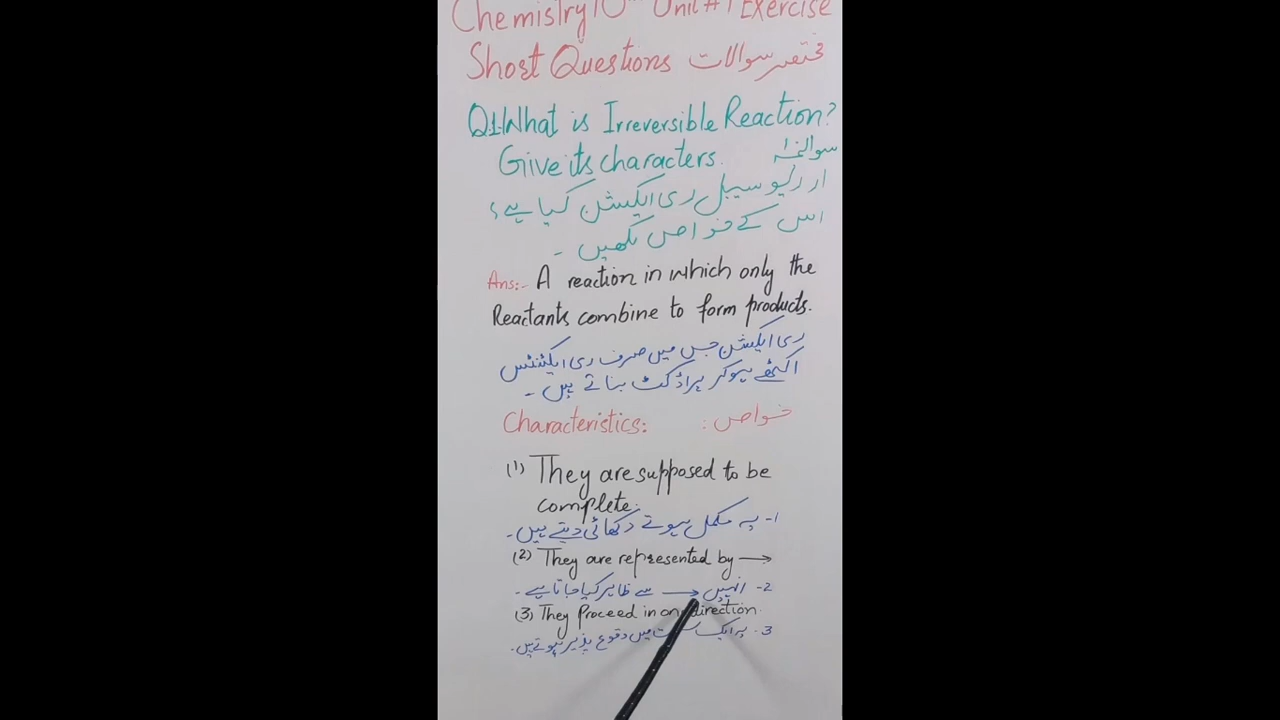 Chemistry 10th Unit #1 Exercise
Short Questions مختصر سوالات
Q1:What is Irreversible Reaction?
Give its characters. سوال نمبر 1
ارریورسیبل ری ایکشن کیا ہے؟
اس کے خواص لکھیں ۔
Ans:- A reaction in which only the
Reactants combine to form products.
ری ایکشن جس میں صرف ری ایکٹنٹس
اکٹھے ہوکر پراڈکٹ بناتے ہیں ۔
Characteristics: خواص :
(1) They are supposed to be
complete.
1- یہ مکمل ہوتے دکھائی دیتے ہیں۔
(2) They are represented by →
2- انہیں → سے ظاہر کیا جاتا ہے ۔
(3) They Proceed in one direction.
3. یہ ایک سمت میں وقوع پذیر ہوتے ہیں۔